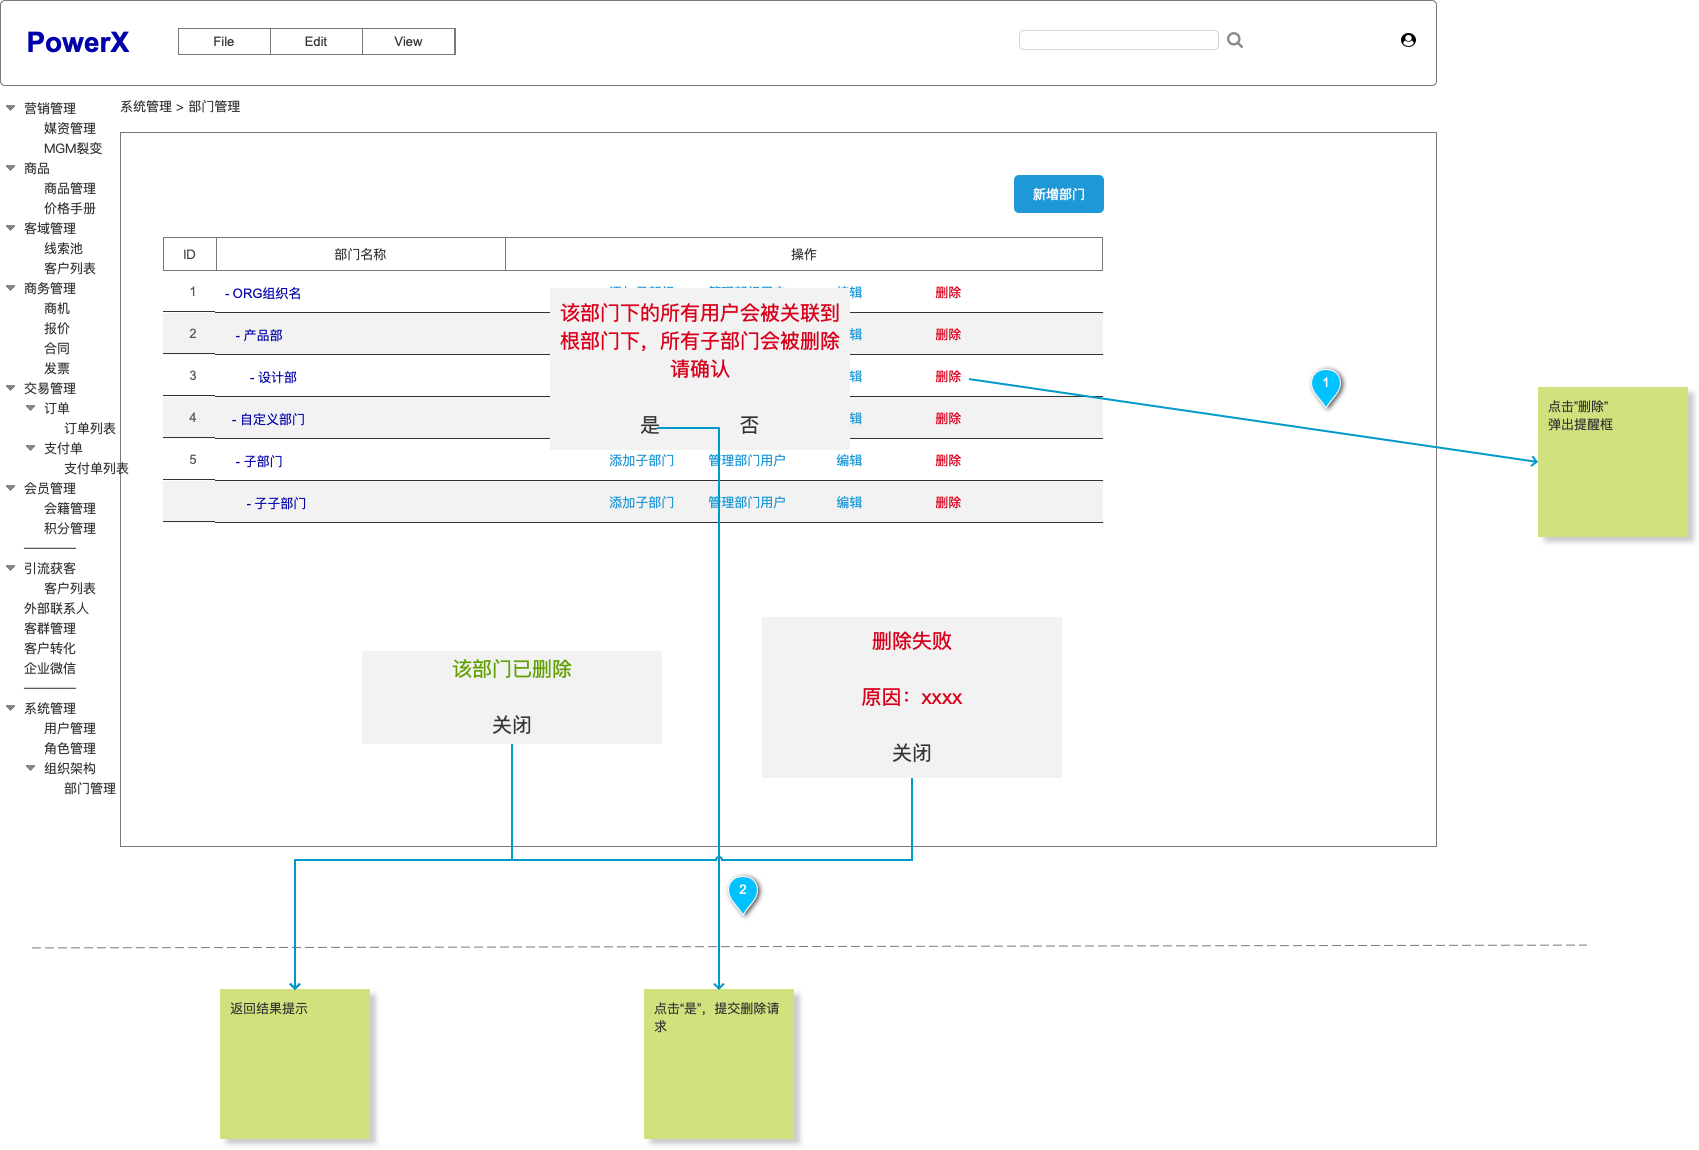 PowerX
File Edit View
系统管理 > 部门管理
营销管理
媒资管理
MGM裂变
商品
商品管理
价格手册
客域管理
线索池
客户列表
商务管理
商机
报价
合同
发票
交易管理
订单
订单列表
支付单
支付单列表
会员管理
会籍管理
积分管理
引流获客
客户列表
外部联系人
客群管理
客户转化
企业微信
系统管理
用户管理
角色管理
组织架构
部门管理
新增部门
ID 部门名称 操作
1 - ORG组织名 编辑 删除
2 - 产品部 辑 删除
3 - 设计部 辑 删除
4 - 自定义部门 辑 删除
5 - 子部门 添加子部门 管理部门用户 编辑 删除
- 子子部门 添加子部门 管理部门用户 编辑 删除
该部门下的所有用户会被关联到
根部门下，所有子部门会被删除
请确认
是 否
1
点击”删除”
弹出提醒框
该部门已删除
关闭
删除失败
原因：xxxx
关闭
2
返回结果提示
点击“是”，提交删除请
求